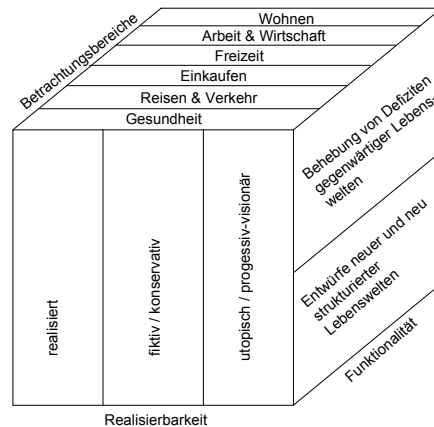 Betrachtungsbereiche
Wohnen
Arbeit & Wirtschaft
Freizeit
Einkaufen
Reisen & Verkehr
Gesundheit
realisiert
fiktiv / konservativ
utopisch / progessiv-visionär
Realisierbarkeit
Behebung von Defiziten
gegenwärtiger Lebens-
welten
Entwürfe neuer und neu
strukturierter
Lebenswelten
Funktionalität